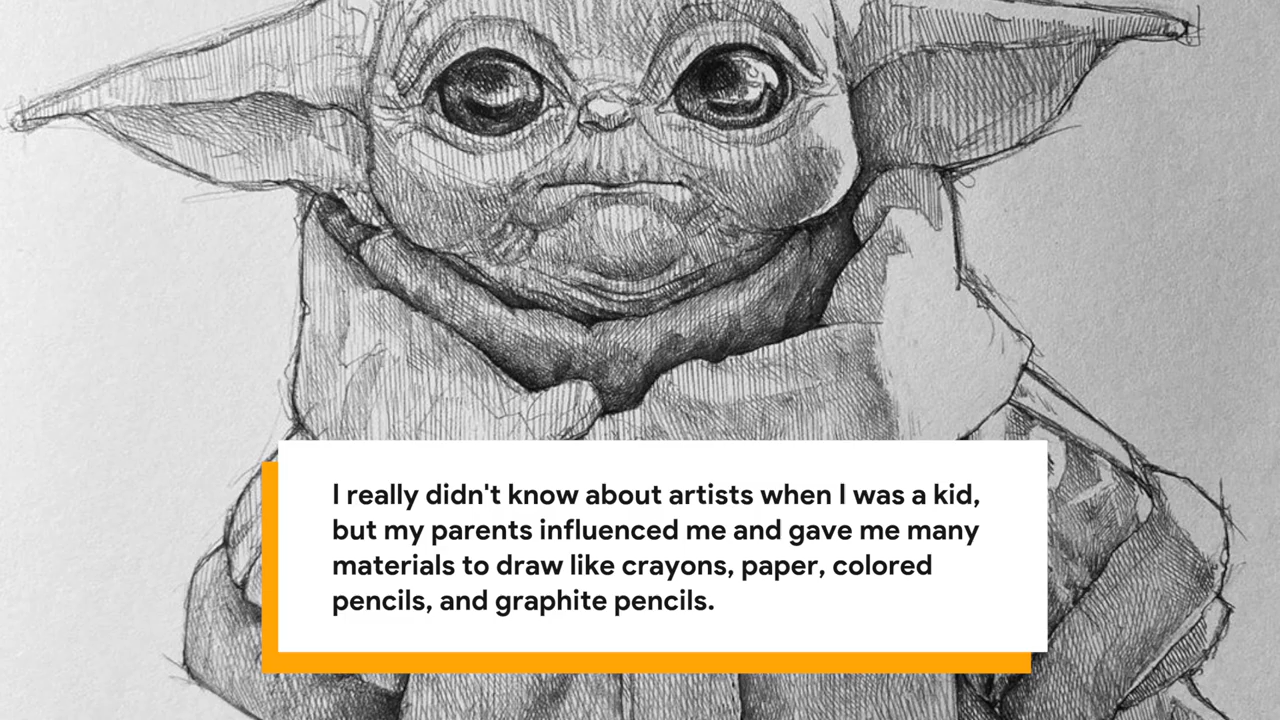 I really didn't know about artists when I was a kid,
but my parents influenced me and gave me many
materials to draw like crayons, paper, colored
pencils, and graphite pencils.